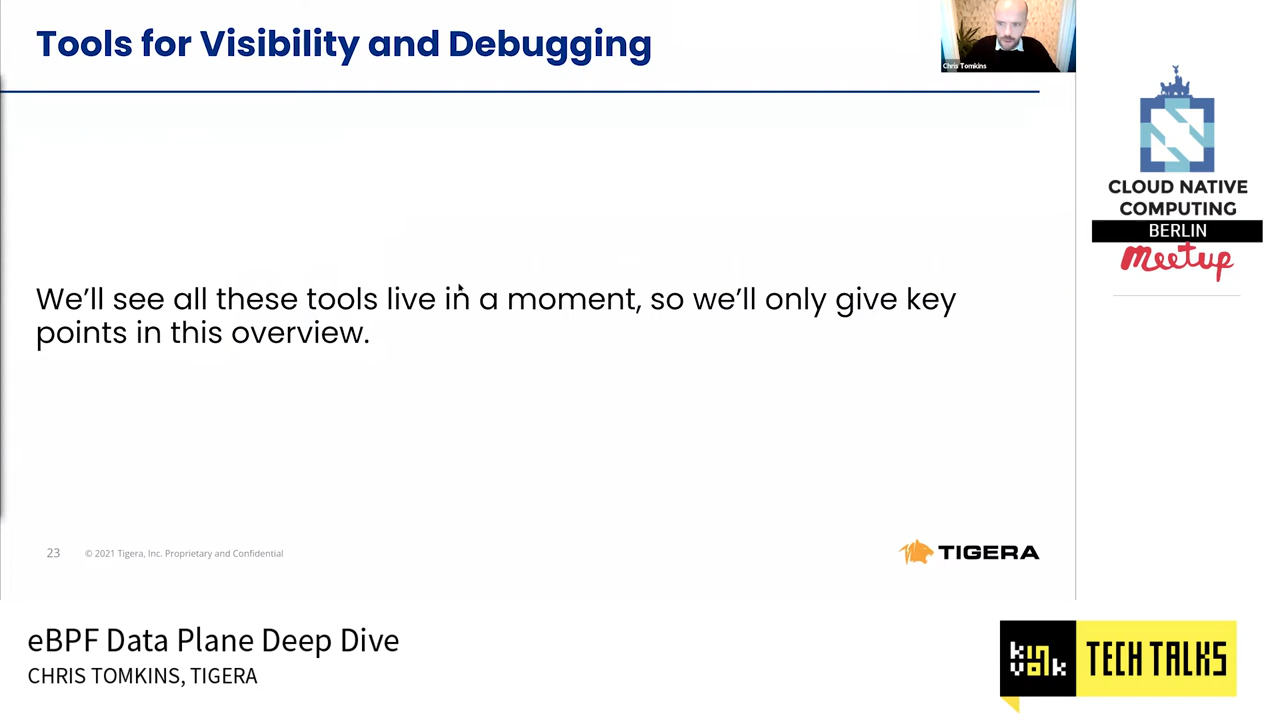 Tools for Visibility and Debugging
Chris Tomkins
CLOUD NATIVE
COMPUTING
BERLIN
meetup
We'll see all these tools live in a moment, so we'll only give key
points in this overview.
23
© 2021 Tigera, Inc. Proprietary and Confidential
TIGERA
eBPF Data Plane Deep Dive
CHRIS TOMKINS, TIGERA
kin
volk
TECH TALKS